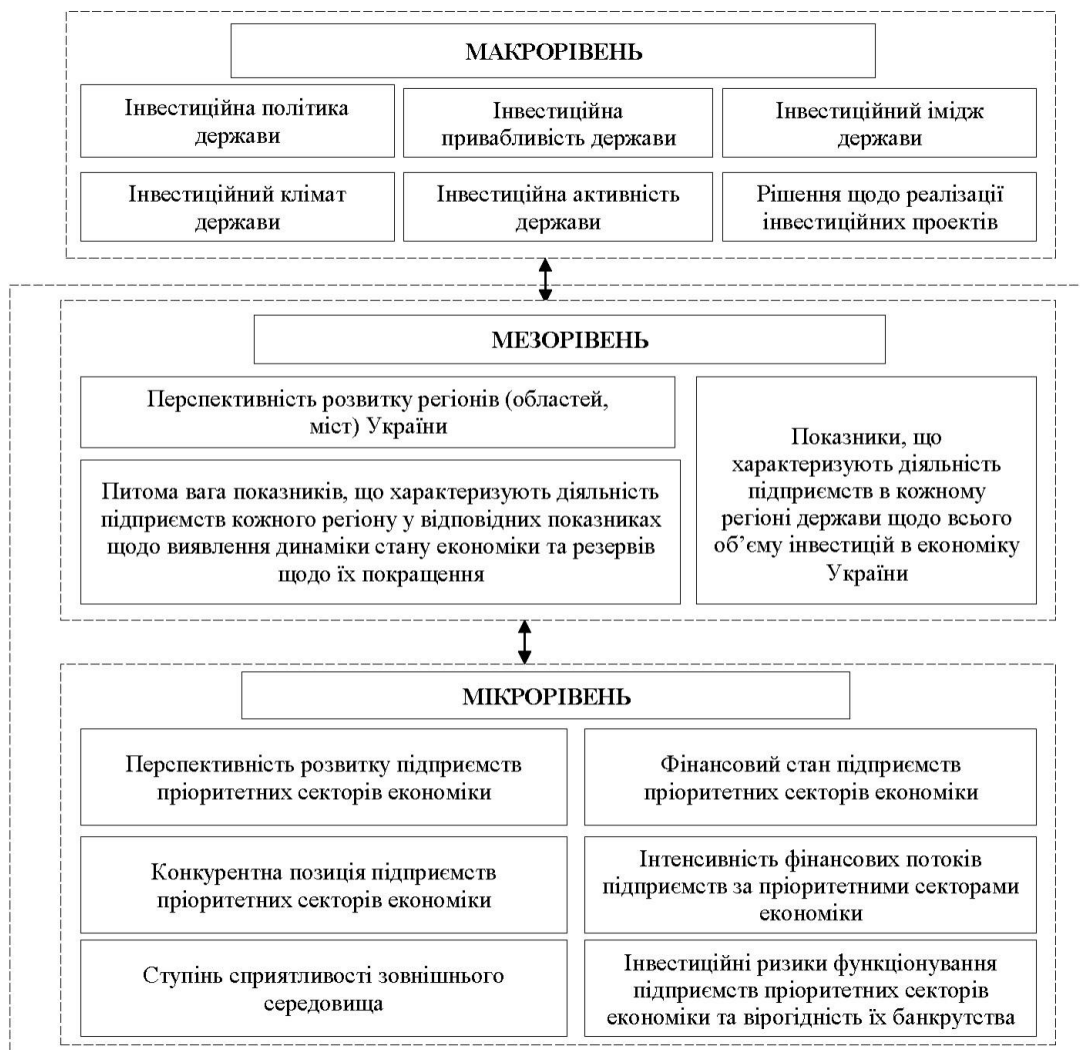 МАКРОРІВЕНЬ
Інвестиційна політика
держави
Інвестиційна
привабливість держави
Інвестиційний імідж
держави
Інвестиційний клімат
держави
Інвестиційна активність
держави
Рішення щодо реалізації
інвестиційних проектів
МЕЗОРІВЕНЬ
Перспективність розвитку регіонів (областей,
міст) України
Питома вага показників, що характеризують діяльність
підприємств кожного регіону у відповідних показниках
щодо виявлення динаміки стану економіки та резервів
щодо їх покращення
Показники, що
характеризують діяльність
підприємств в кожному
регіоні держави щодо всього
об’єму інвестицій в економіку
України
МІКРОРІВЕНЬ
Перспективність розвитку підприємств
пріоритетних секторів економіки
Фінансовий стан підприємств
пріоритетних секторів економіки
Конкурентна позиція підприємств
пріоритетних секторів економіки
Інтенсивність фінансових потоків
підприємств за пріоритетними секторами
економіки
Ступінь сприятливості зовнішнього
середовища
Інвестиційні ризики функціонування
підприємств пріоритетних секторів
економіки та вірогідність їх банкрутства